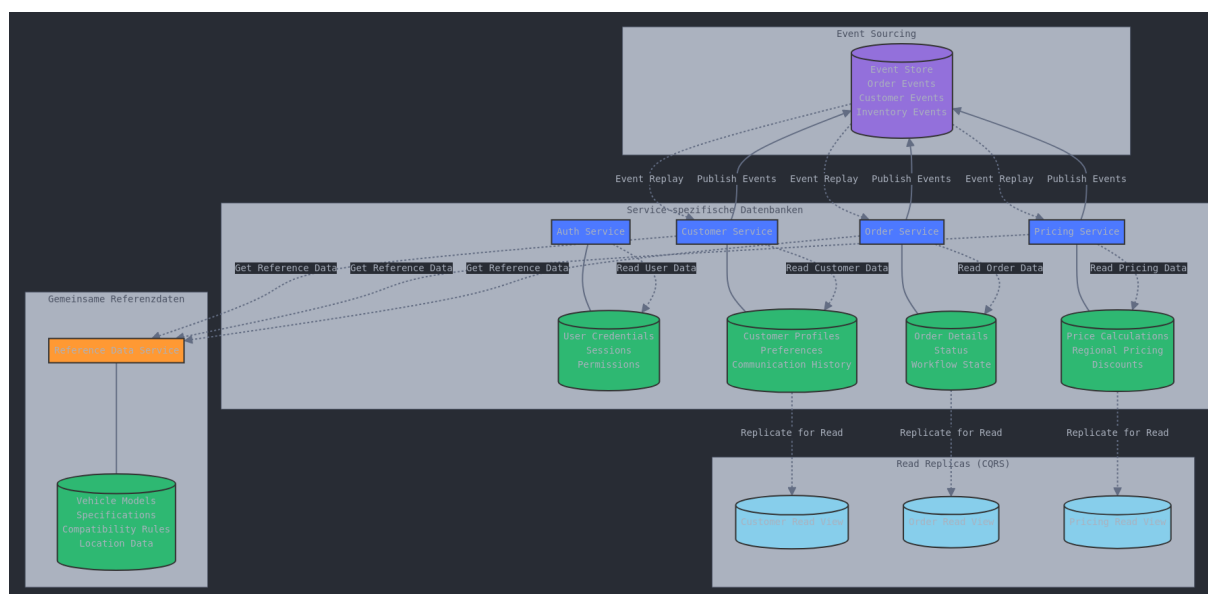 Event Sourcing
Event Store
Order Events
Customer Events
Inventory Events
Event Replay
Publish Events
Event Replay
Publish Events
Event Replay
Publish Events
Service-spezifische Datenbanken
Auth Service
Customer Service
Order Service
Pricing Service
Get Reference Data
Get Reference Data
Get Reference Data
Read User Data
Read Customer Data
Read Order Data
Read Pricing Data
Gemeinsame Referenzdaten
Reference Data Service
User Credentials
Sessions
Permissions
Customer Profiles
Preferences
Communication History
Order Details
Status
Workflow State
Price Calculations
Regional Pricing
Discounts
Replicate for Read
Replicate for Read
Replicate for Read
Read Replicas (CQRS)
Vehicle Models
Specifications
Compatibility Rules
Location Data
Customer Read View
Order Read View
Pricing Read View